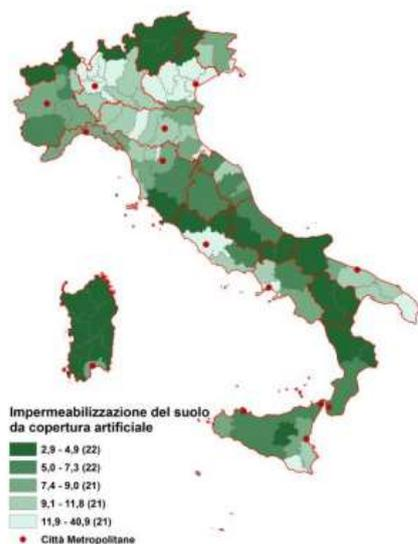 Impermeabilizzazione del suolo
da copertura artificiale
2,9 - 4,9 (22)
5,0 - 7,3 (22)
7,4 - 9,0 (21)
9,1 - 11,8 (21)
11,9 - 40,9 (21)
Città Metropolitane